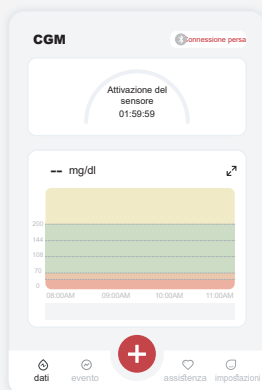 CGM
Connessione persa
Attivazione del
sensore
01:59:59
-- mg/dl
200
144
108
70
0
08:00AM 09:00AM 10:00AM 11:00AM
dati evento assistenza impostazioni